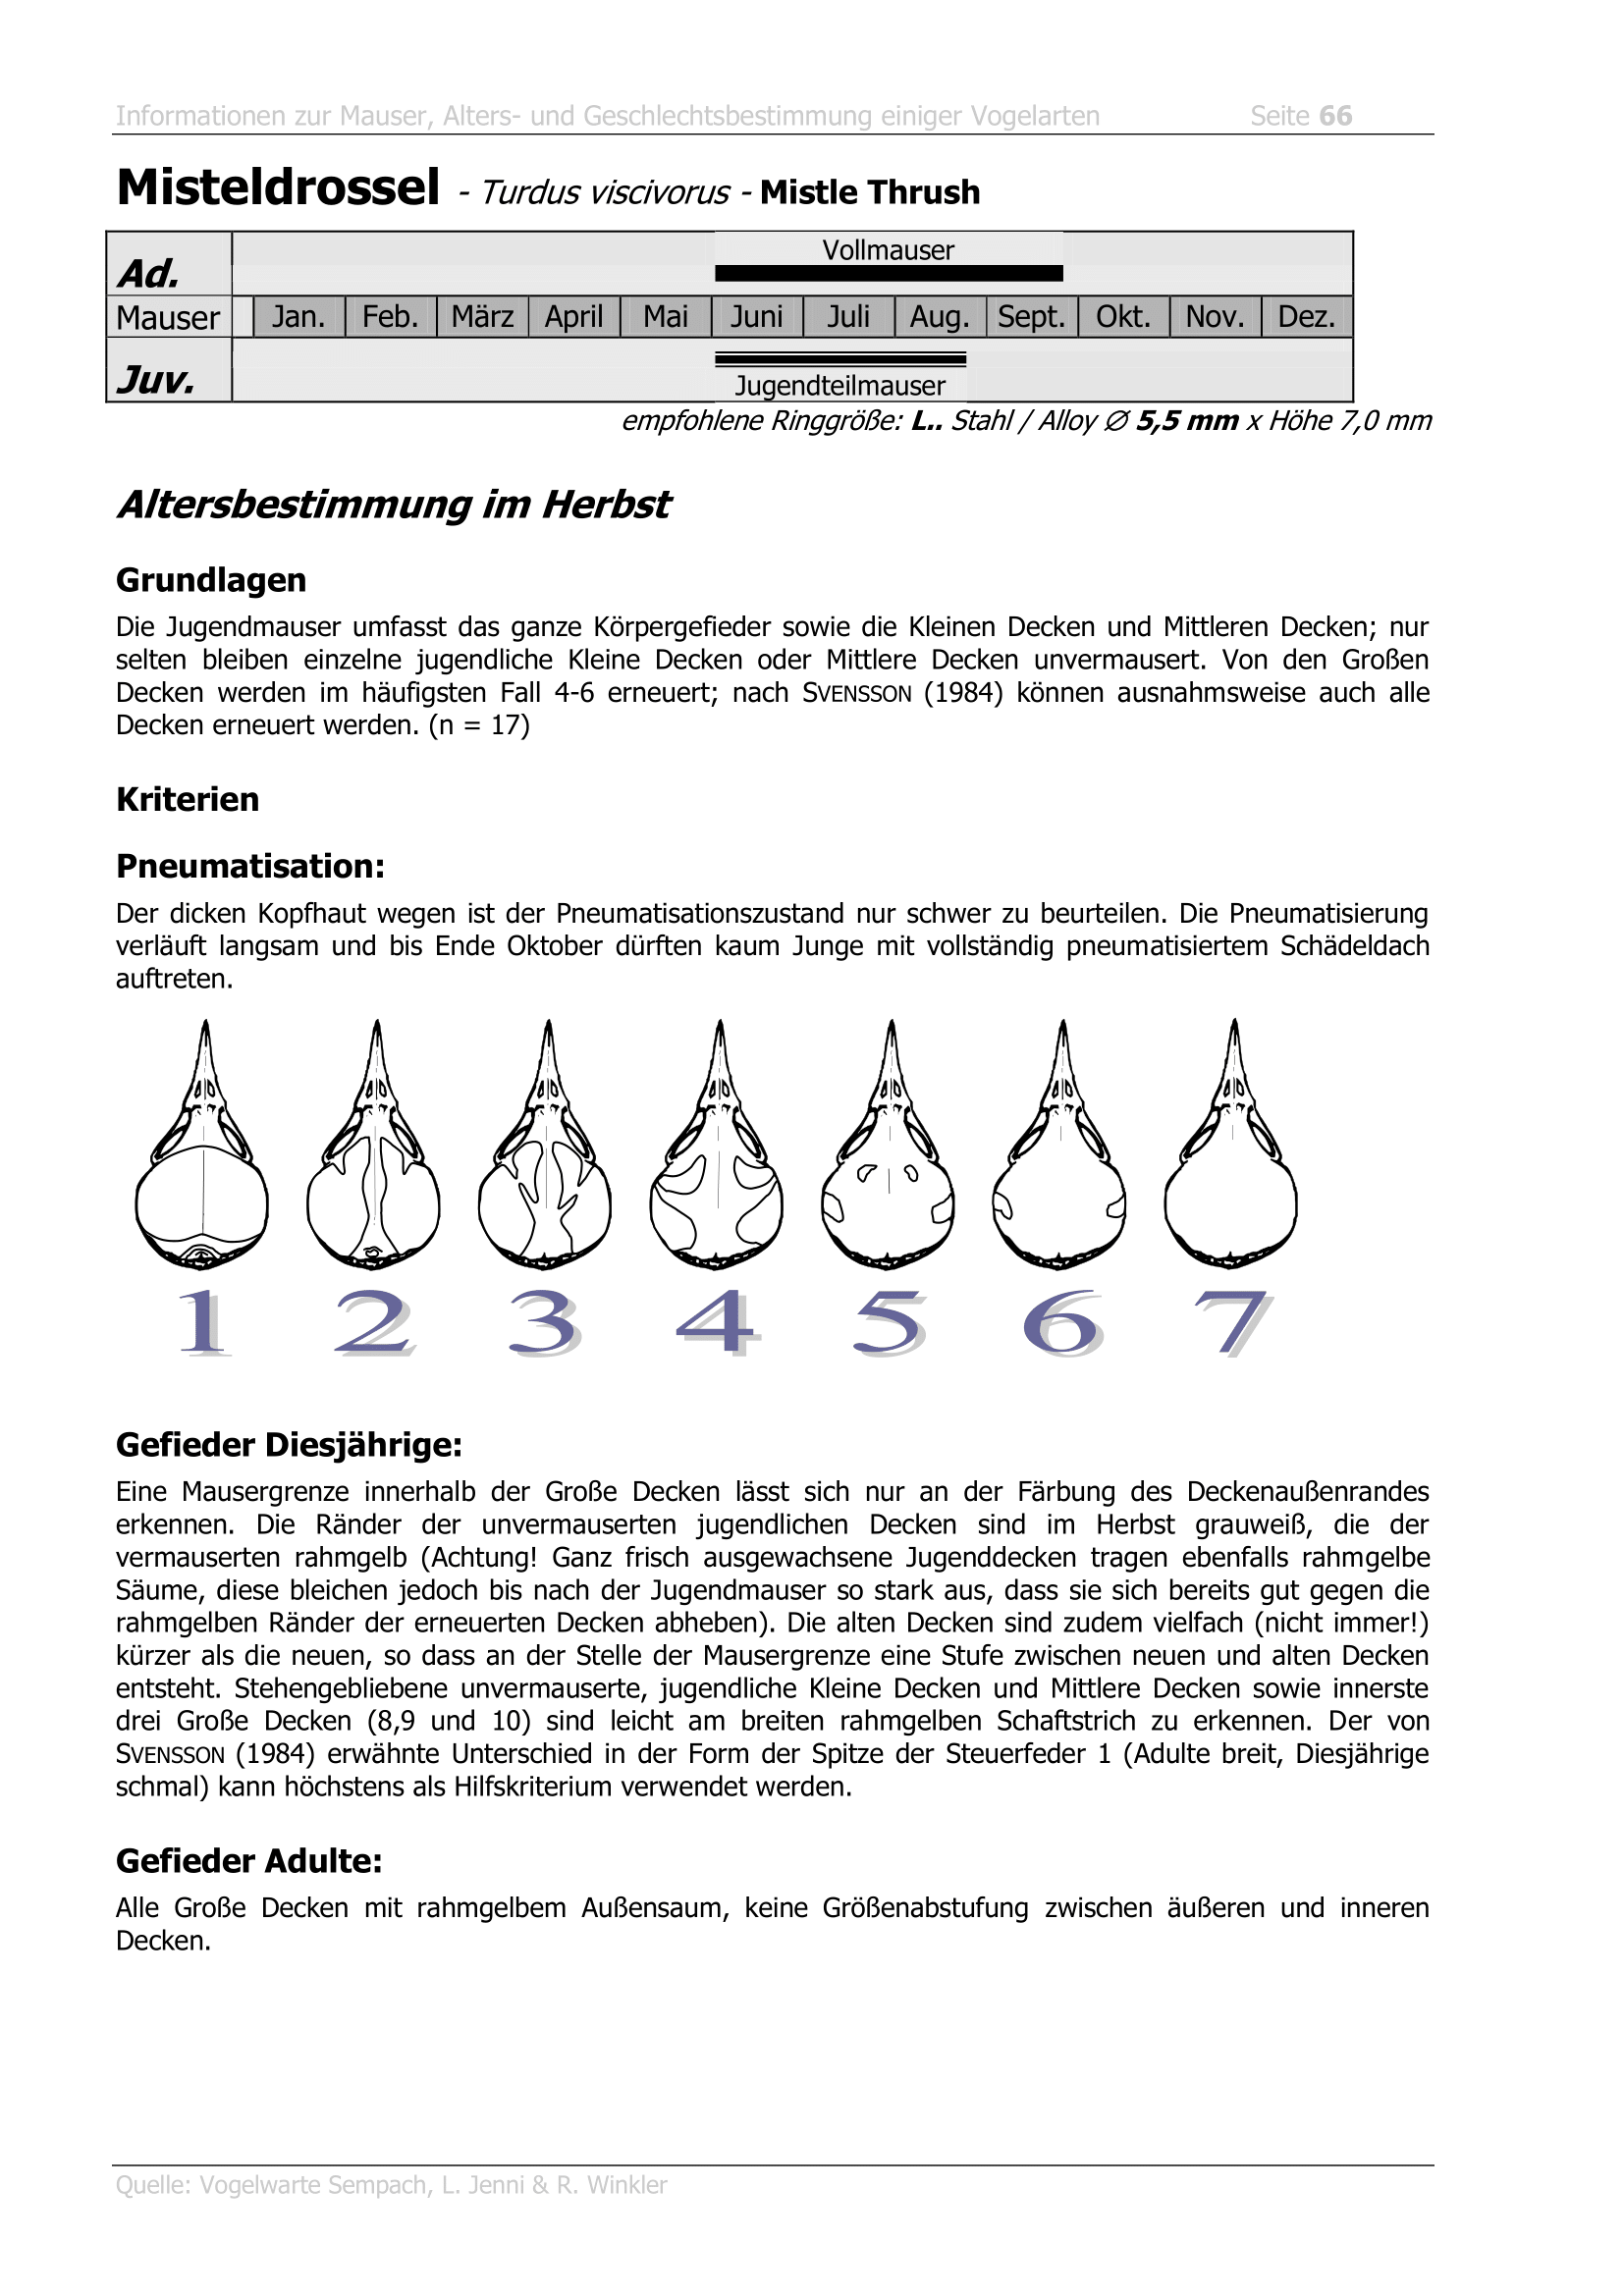 Informationen zur Mauser, Alters- und Geschlechtsbestimmung einiger Vogelarten Seite 66
Misteldrossel - Turdus viscivorus - Mistle Thrush
Vollmauser
Ad.
Mauser Jan. Feb. März April Mai Juni Juli Aug. Sept. Okt. Nov. Dez.
Juv.
Jugendteilmauser
empfohlene Ringgröße: L.. Stahl / Alloy ∅ 5,5 mm x Höhe 7,0 mm
Altersbestimmung im Herbst
Grundlagen
Die Jugendmauser umfasst das ganze Körpergefieder sowie die Kleinen Decken und Mittleren Decken; nur
selten bleiben einzelne jugendliche Kleine Decken oder Mittlere Decken unvermausert. Von den Großen
Decken werden im häufigsten Fall 4-6 erneuert; nach SVENSSON (1984) können ausnahmsweise auch alle
Decken erneuert werden. (n = 17)
Kriterien
Pneumatisation:
Der dicken Kopfhaut wegen ist der Pneumatisationszustand nur schwer zu beurteilen. Die Pneumatisierung
verläuft langsam und bis Ende Oktober dürften kaum Junge mit vollständig pneumatisiertem Schädeldach
auftreten.
1 2 3 4 5 6 7
Gefieder Diesjährige:
Eine Mausergrenze innerhalb der Große Decken lässt sich nur an der Färbung des Deckenaußenrandes
erkennen. Die Ränder der unvermauserten jugendlichen Decken sind im Herbst grauweiß, die der
vermauserten rahmgelb (Achtung! Ganz frisch ausgewachsene Jugenddecken tragen ebenfalls rahmgelbe
Säume, diese bleichen jedoch bis nach der Jugendmauser so stark aus, dass sie sich bereits gut gegen die
rahmgelben Ränder der erneuerten Decken abheben). Die alten Decken sind zudem vielfach (nicht immer!)
kürzer als die neuen, so dass an der Stelle der Mausergrenze eine Stufe zwischen neuen und alten Decken
entsteht. Stehengebliebene unvermauserte, jugendliche Kleine Decken und Mittlere Decken sowie innerste
drei Große Decken (8,9 und 10) sind leicht am breiten rahmgelben Schaftstrich zu erkennen. Der von
SVENSSON (1984) erwähnte Unterschied in der Form der Spitze der Steuerfeder 1 (Adulte breit, Diesjährige
schmal) kann höchstens als Hilfskriterium verwendet werden.
Gefieder Adulte:
Alle Große Decken mit rahmgelbem Außensaum, keine Größenabstufung zwischen äußeren und inneren
Decken.
Quelle: Vogelwarte Sempach, L. Jenni & R. Winkler